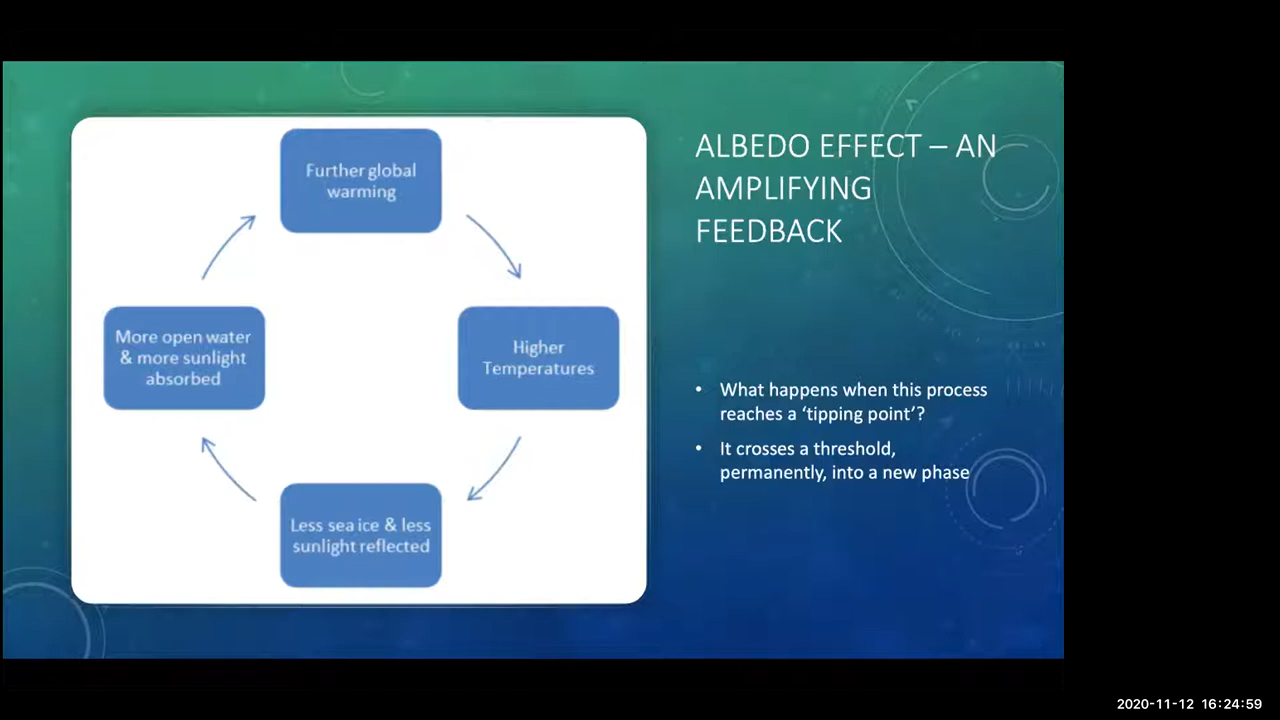 ALBEDO EFFECT – AN
AMPLIFYING
FEEDBACK
Further global
warming
Higher
Temperatures
Less sea ice & less
sunlight reflected
More open water
& more sunlight
absorbed
• What happens when this process
reaches a ‘tipping point’?
• It crosses a threshold,
permanently, into a new phase
2020-11-12 16:24:59